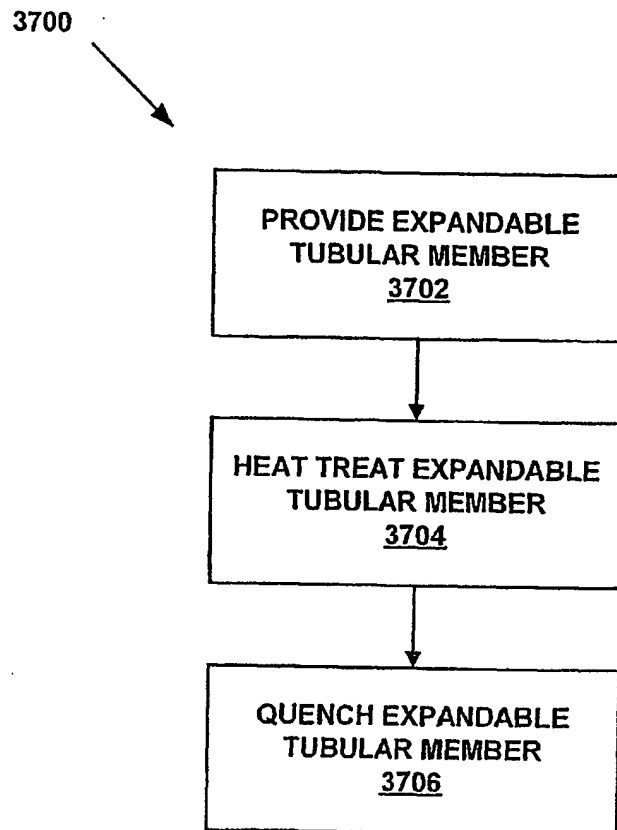 3700
PROVIDE EXPANDABLE
TUBULAR MEMBER
3702
HEAT TREAT EXPANDABLE
TUBULAR MEMBER
3704
QUENCH EXPANDABLE
TUBULAR MEMBER
3706